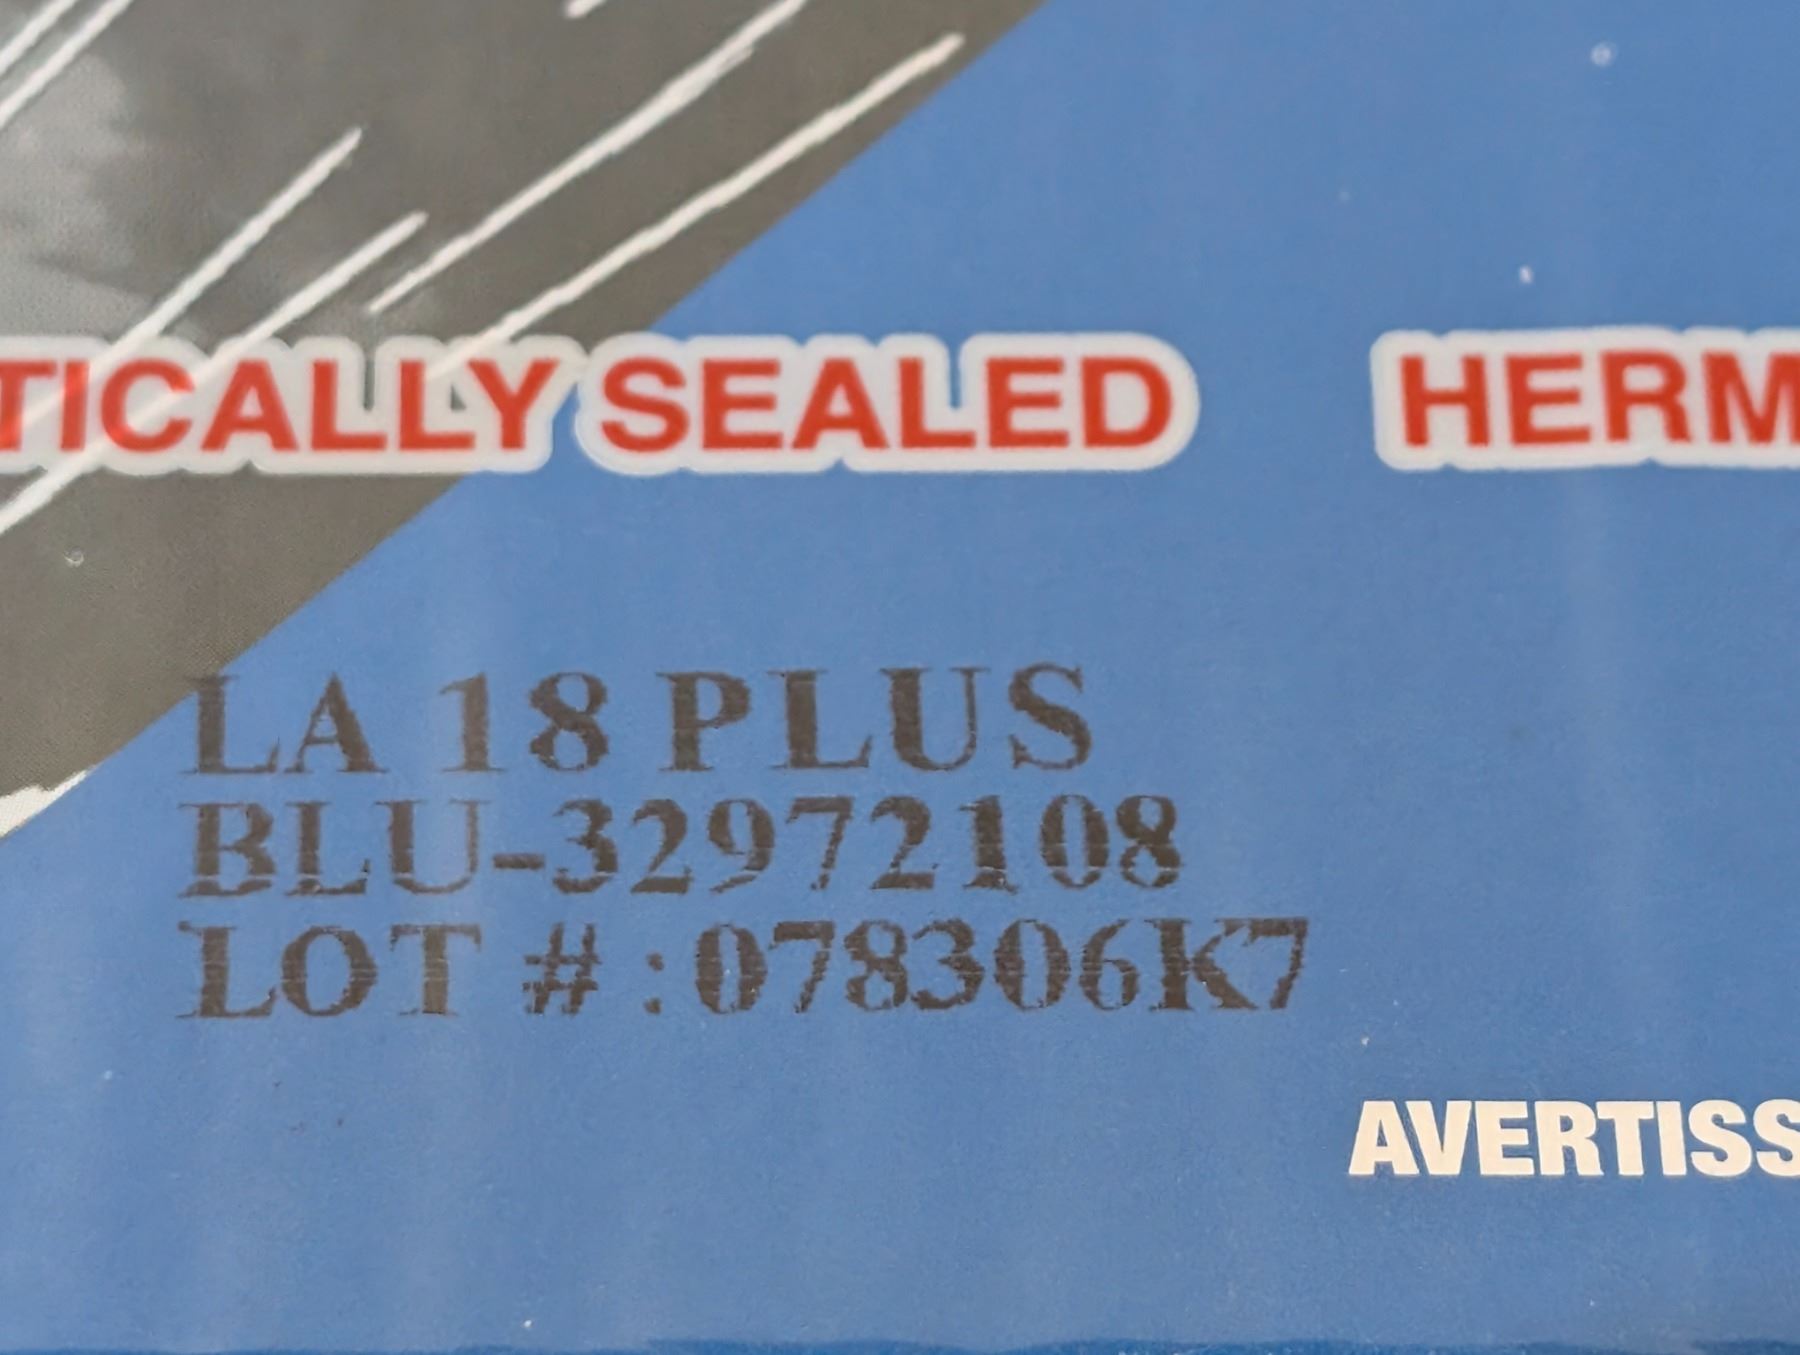 TICALLY SEALED HERM
LA 18 PLUS
BLU-32972108
LOT #:078306K7
AVERTISS